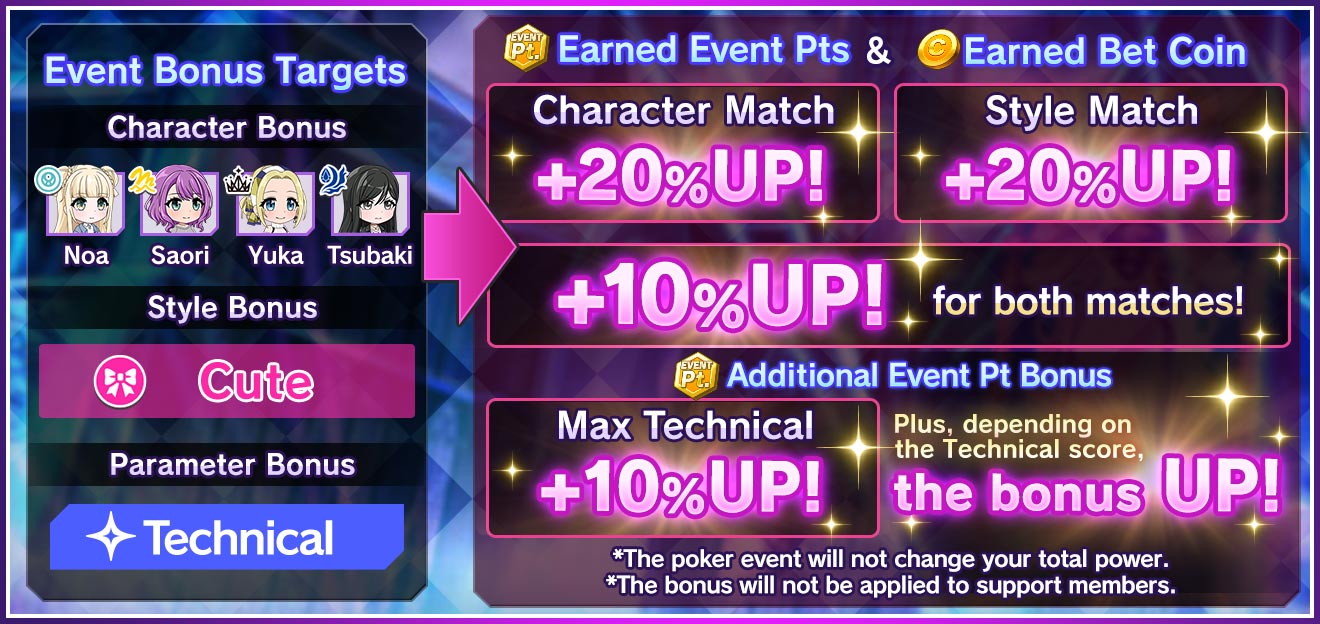 Event Bonus Targets
Character Bonus
Noa
Saori
Yuka
Tsubaki
Style Bonus
Cute
Parameter Bonus
Technical
EVENT
Pt.
Earned Event Pts &
C
Earned Bet Coin
Character Match
+20%UP!
Style Match
+20%UP!
+10%UP!
for both matches!
EVENT
Pt.
Additional Event Pt Bonus
Max Technical
+10%UP!
Plus, depending on
the Technical score,
the bonus UP!
*The poker event will not change your total power.
*The bonus will not be applied to support members.